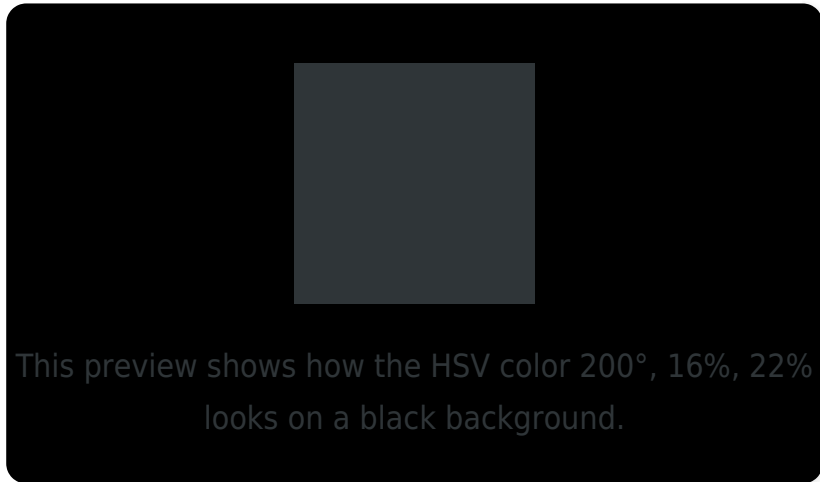 This preview shows how the HSV color 200°, 16%, 22%
looks on a black background.